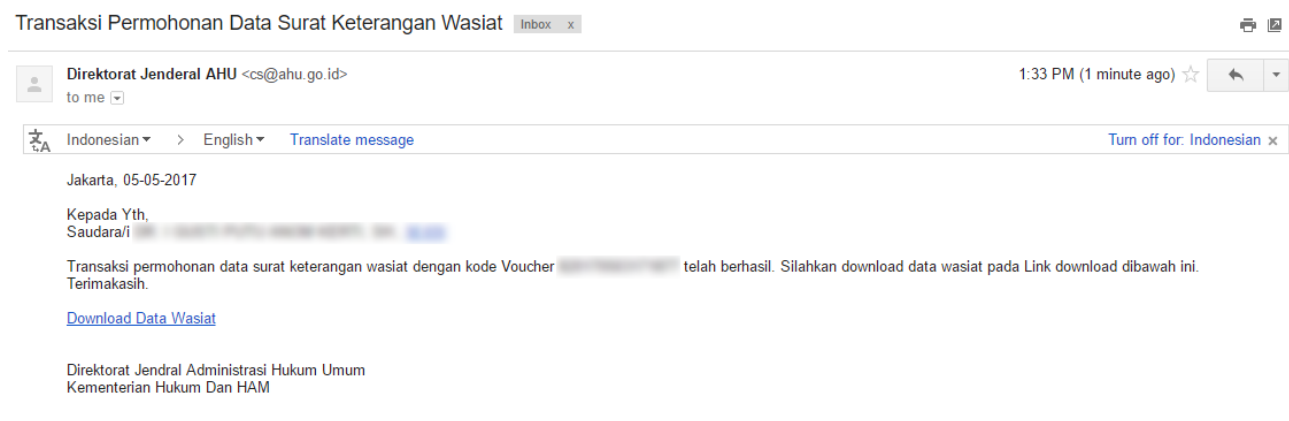 Transaksi Permohonan Data Surat Keterangan Wasiat Inbox x
Direktorat Jenderal AHU <cs@ahu.go.id> 1:33 PM (1 minute ago)
to me
Indonesian > English Translate message Turn off for: Indonesian x
Jakarta, 05-05-2017
Kepada Yth,
Saudara/i
Transaksi permohonan data surat keterangan wasiat dengan kode Voucher telah berhasil. Silahkan download data wasiat pada Link download dibawah ini.
Terimakasih.
Download Data Wasiat
Direktorat Jendral Administrasi Hukum Umum
Kementerian Hukum Dan HAM